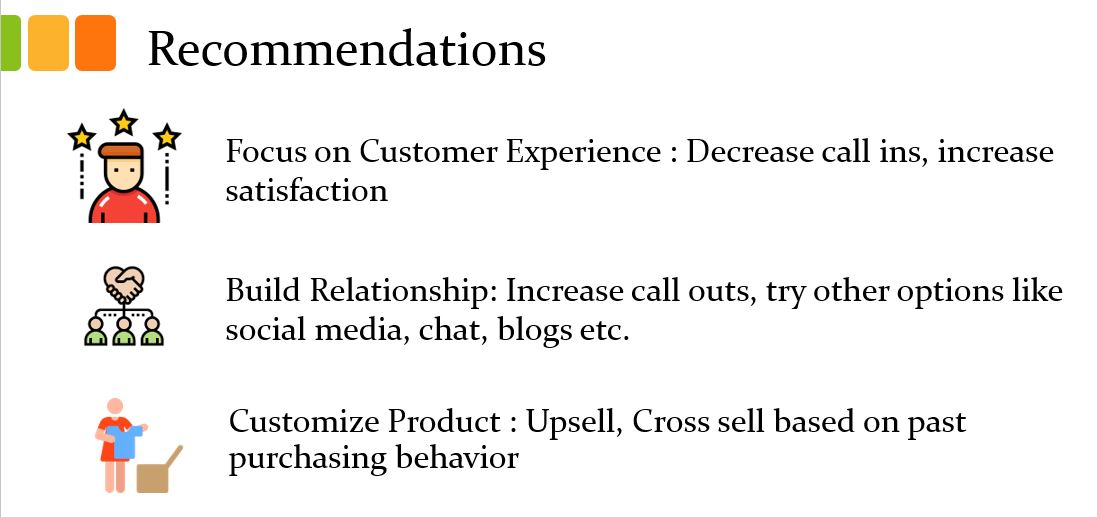 Recommendations
Focus on Customer Experience : Decrease call ins, increase
satisfaction
Build Relationship: Increase call outs, try other options like
social media, chat, blogs etc.
Customize Product : Upsell, Cross sell based on past
purchasing behavior